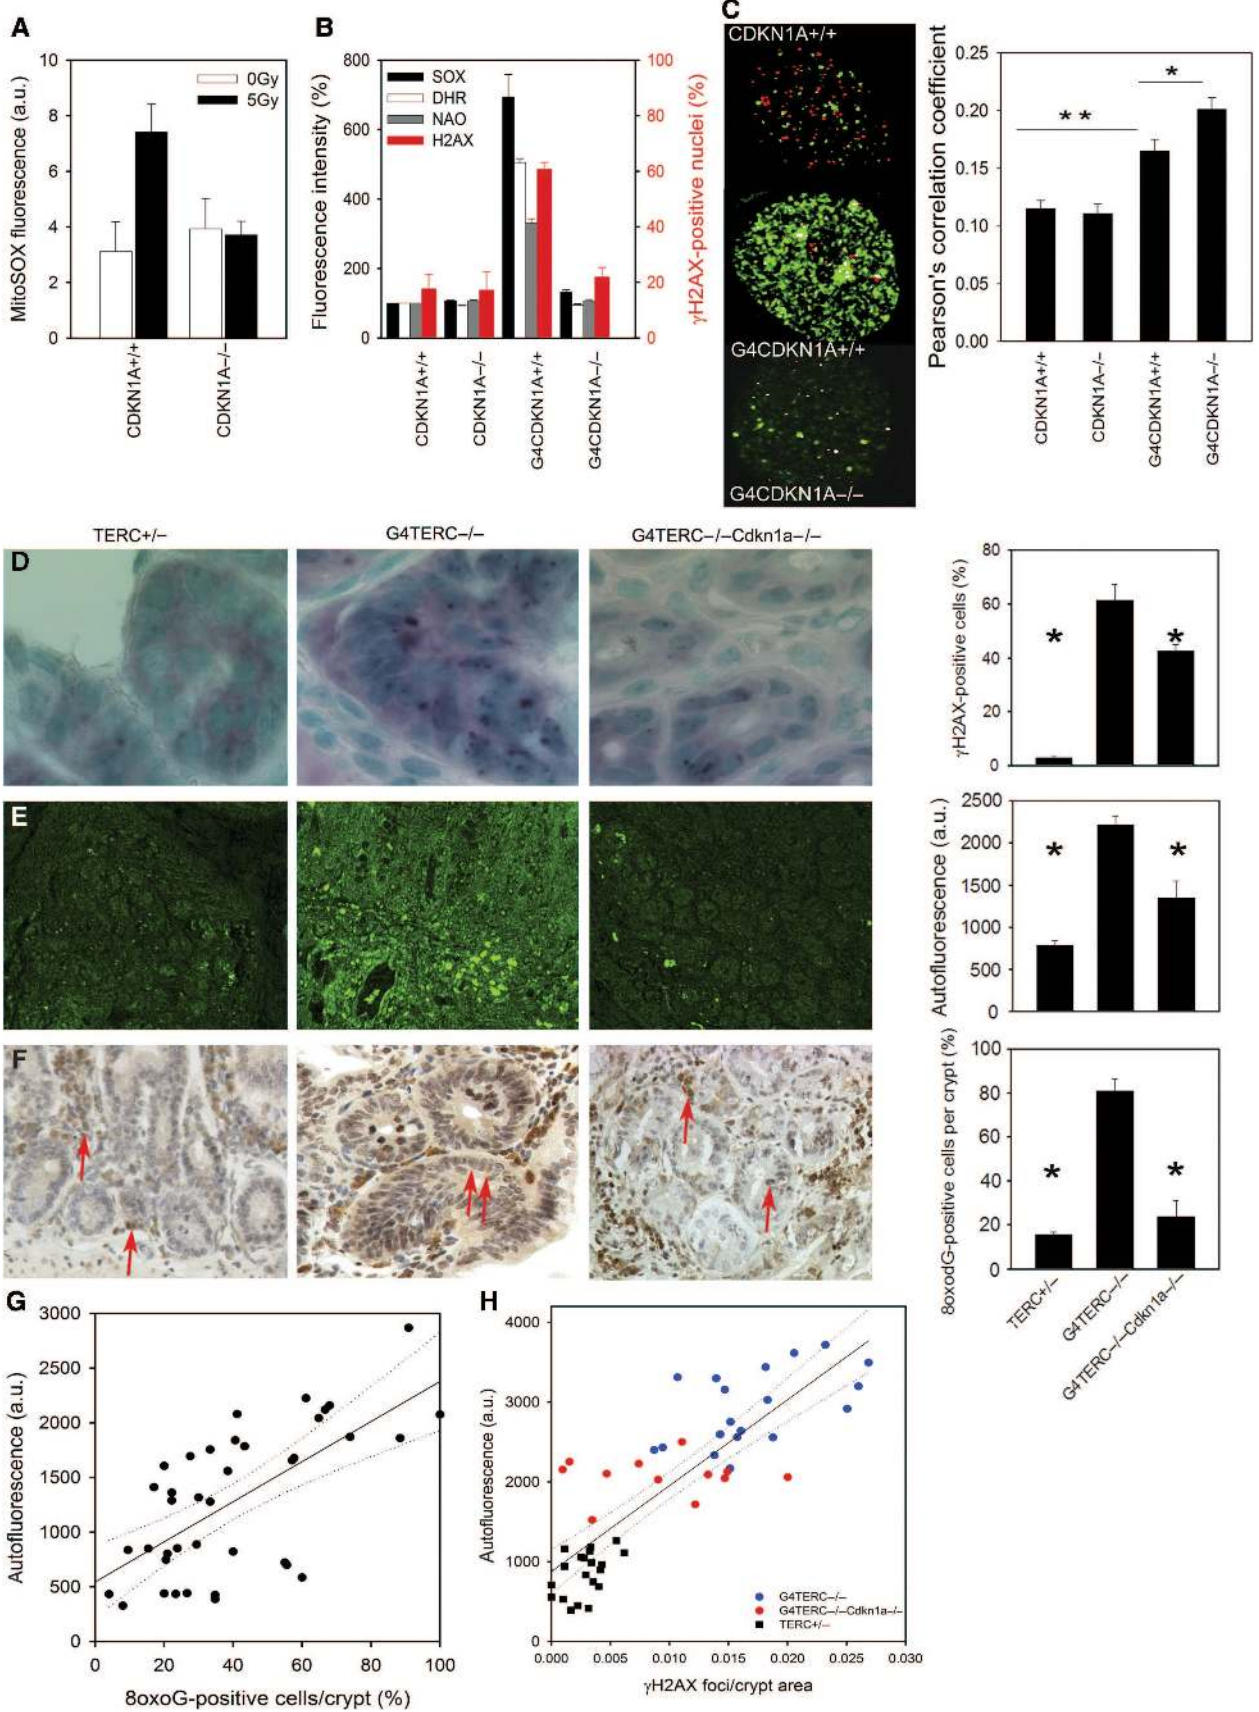 A
MitoSOX fluorescence (a.u.)
10
8
6
4
2
0
0Gy
5Gy
CDKN1A+/+
CDKN1A–/–
B
Fluorescence intensity (%)
800
600
400
200
0
SOX
DHR
NAO
H2AX
100
80
60
40
20
0
γH2AX-positive nuclei (%)
CDKN1A+/+
CDKN1A–/–
G4CDKN1A+/+
G4CDKN1A–/–
C
CDKN1A+/+
G4CDKN1A+/+
G4CDKN1A–/–
Pearson's correlation coefficient
0.25
0.20
0.15
0.10
0.05
0.00
* *
*
CDKN1A+/+
CDKN1A–/–
G4CDKN1A+/+
G4CDKN1A–/–
TERC+/–
G4TERC–/–
G4TERC–/–Cdkn1a–/–
D
γH2AX-positive cells (%)
80
60
40
20
0
*
*
E
Autofluorescence (a.u.)
2500
2000
1500
1000
500
0
*
*
F
8oxodG-positive cells per crypt (%)
100
80
60
40
20
0
*
*
TERC+/–
G4TERC–/–
G4TERC–/–Cdkn1a–/–
G
Autofluorescence (a.u.)
3000
2500
2000
1500
1000
500
0
0 20 40 60 80 100
8oxoG-positive cells/crypt (%)
H
Autofluorescence (a.u.)
4000
3000
2000
1000
0
G4TERC–/–
G4TERC–/–Cdkn1a–/–
TERC+/–
0.000 0.005 0.010 0.015 0.020 0.025 0.030
γH2AX foci/crypt area